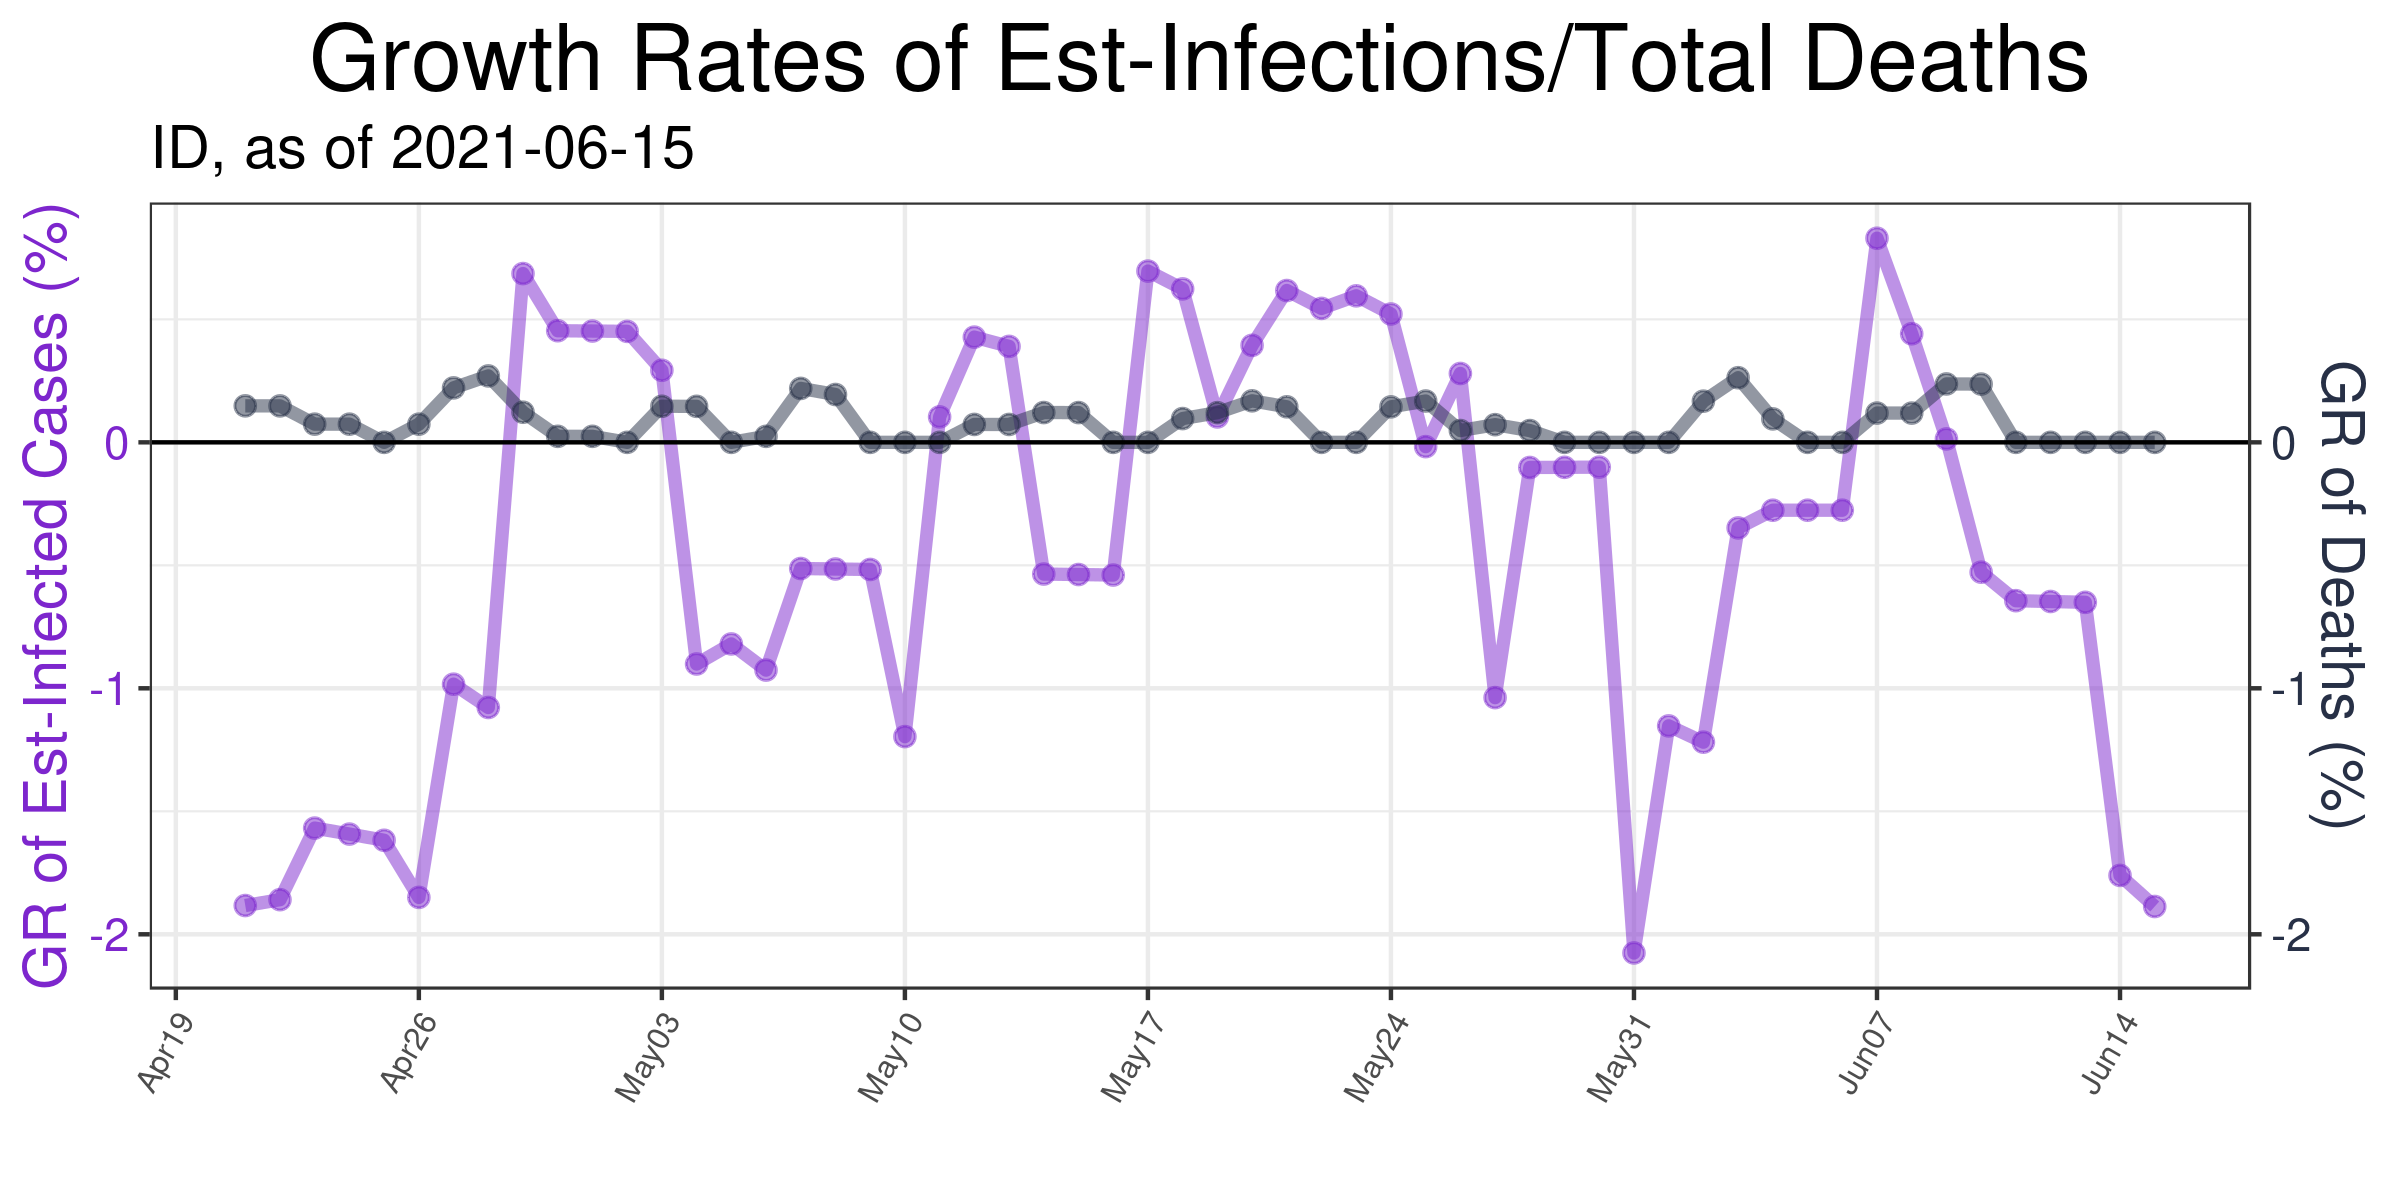 Growth Rates of Est-Infections/Total Deaths
ID, as of 2021-06-15
GR of Est-Infected Cases (%)
0
-1
-2
0
-1
-2
GR of Deaths (%)
Apr19
Apr26
May03
May10
May17
May24
May31
Jun07
Jun14